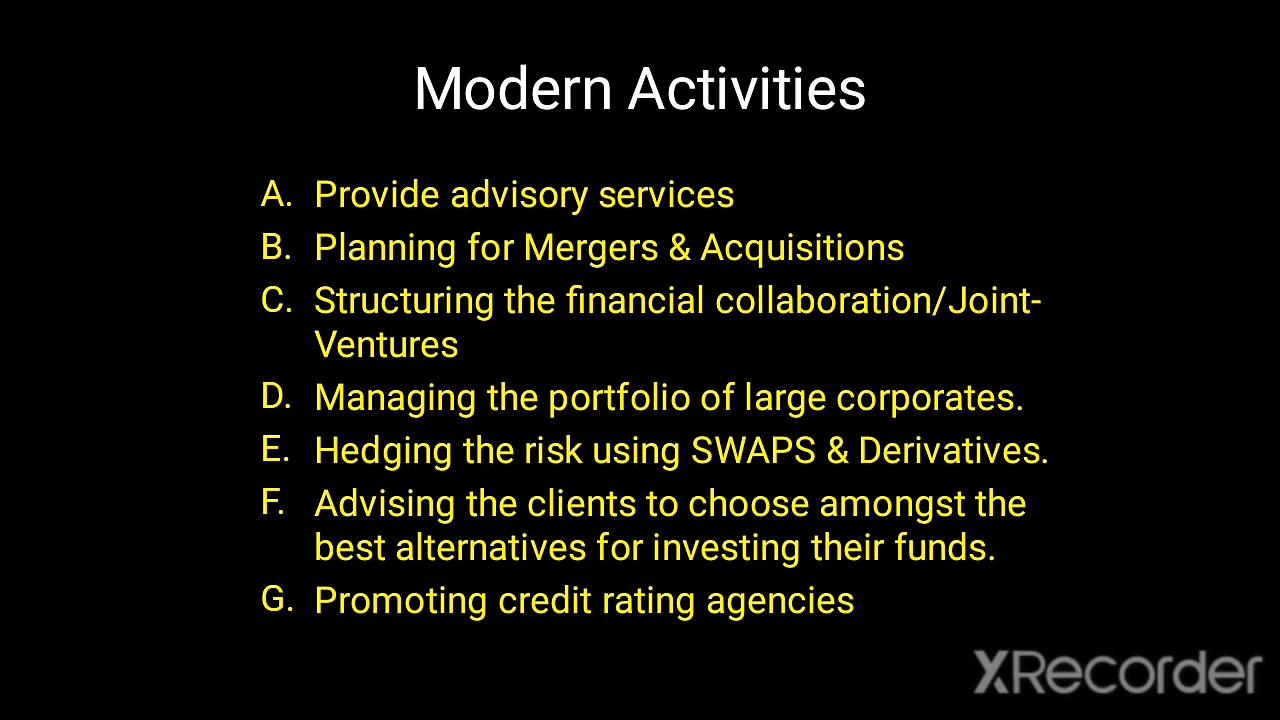 Modern Activities
A. Provide advisory services
B. Planning for Mergers & Acquisitions
C. Structuring the financial collaboration/Joint-
Ventures
D. Managing the portfolio of large corporates.
E. Hedging the risk using SWAPS & Derivatives.
F. Advising the clients to choose amongst the
best alternatives for investing their funds.
G. Promoting credit rating agencies
XRecorder